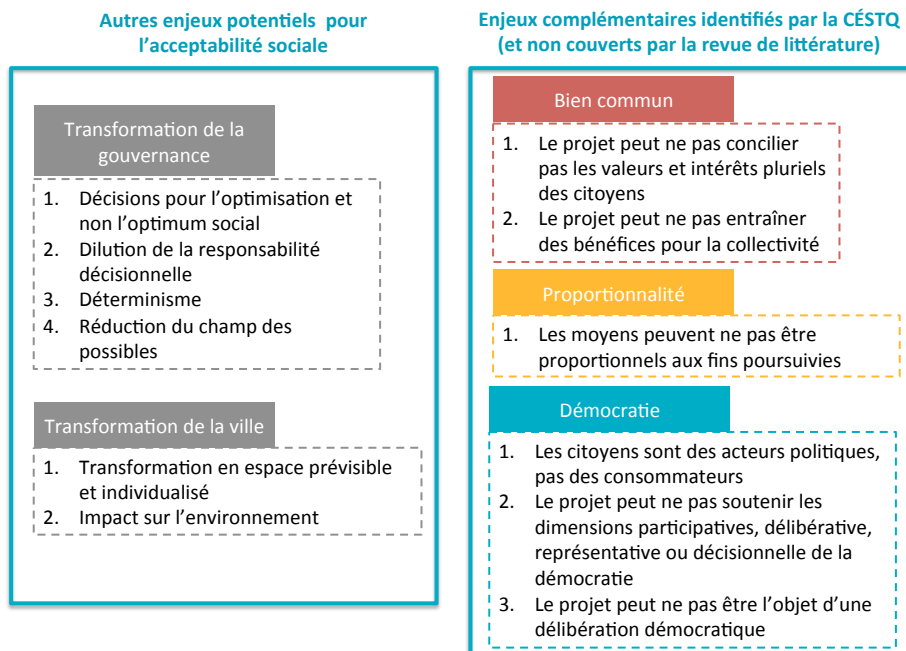 Autres enjeux potentiels pour
l'acceptabilité sociale
Transformation de la
gouvernance
1. Décisions pour l'optimisation et
non l'optimum social
2. Dilution de la responsabilité
décisionnelle
3. Déterminisme
4. Réduction du champ des
possibles
Transformation de la ville
1. Transformation en espace prévisible
et individualisé
2. Impact sur l'environnement
Enjeux complémentaires identifiés par la CÉSTQ
(et non couverts par la revue de littérature)
Bien commun
1. Le projet peut ne pas concilier
pas les valeurs et intérêts pluriels
des citoyens
2. Le projet peut ne pas entraîner
des bénéfices pour la collectivité
Proportionnalité
1. Les moyens peuvent ne pas être
proportionnels aux fins poursuivies
Démocratie
1. Les citoyens sont des acteurs politiques,
pas des consommateurs
2. Le projet peut ne pas soutenir les
dimensions participatives, délibérative,
représentative ou décisionnelle de la
démocratie
3. Le projet peut ne pas être l'objet d'une
délibération démocratique